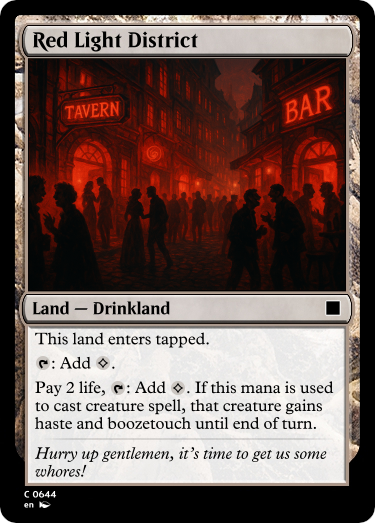 Red Light District
TAVERN
BAR
Land — Drinkland
This land enters tapped.
: Add .
Pay 2 life, : Add . If this mana is used
to cast creature spell, that creature gains
haste and boozetouch until end of turn.
Hurry up gentlemen, it's time to get us some
whores!
C 0644
en